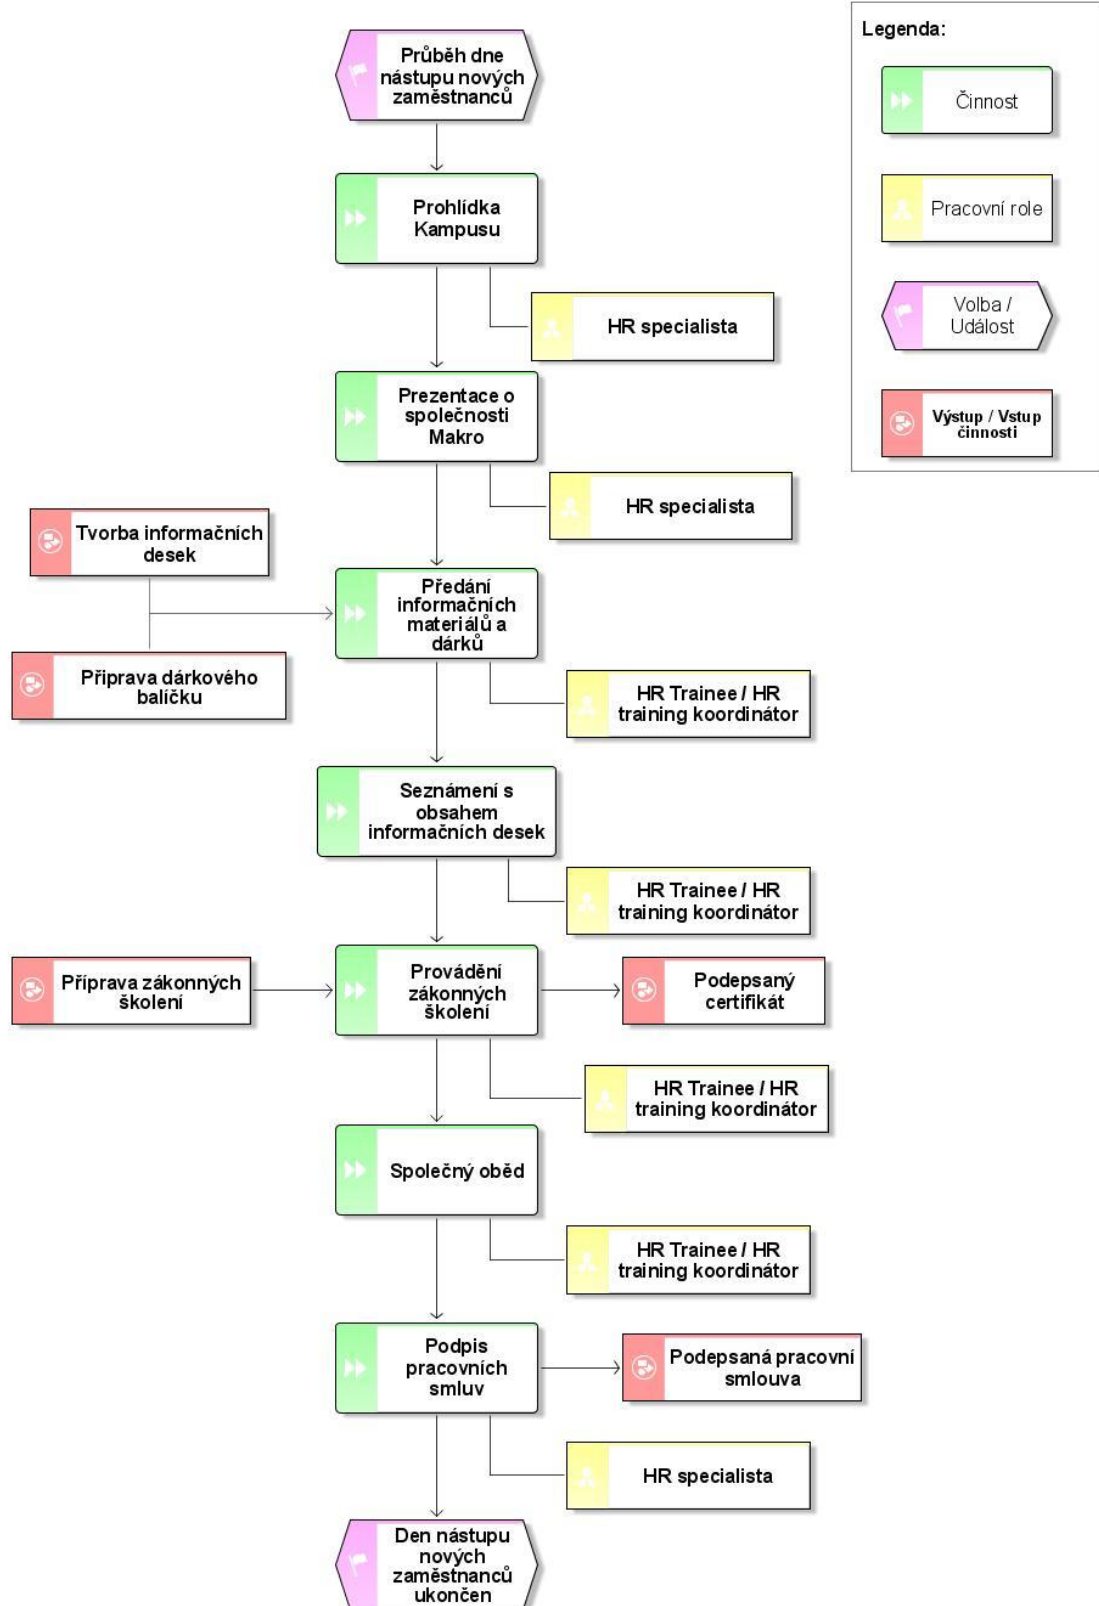 Průběh dne
nástupu nových
zaměstnanců
Legenda:
Činnost
Pracovní role
Volba /
Událost
Výstup / Vstup
činnosti
Prohlídka
Kampusu
HR specialista
Prezentace o
společnosti
Makro
HR specialista
Tvorba informačních
desek
Připrava dárkového
balíčku
Předání
informačních
materiálů a
dárků
HR Trainee / HR
training koordinátor
Seznámení s
obsahem
informačních desek
HR Trainee / HR
training koordinátor
Příprava zákonných
školení
Provádění
zákonných
školení
Podepsaný
certifikát
HR Trainee / HR
training koordinátor
Společný oběd
HR Trainee / HR
training koordinátor
Podpis
pracovních
smluv
Podepsaná pracovní
smlouva
HR specialista
Den nástupu
nových
zaměstnanců
ukončen